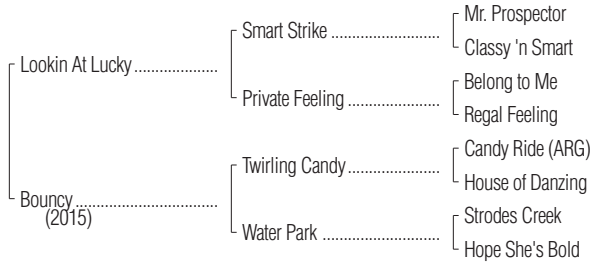 Mr. Prospector
Smart Strike ......................
Classy 'n Smart
Lookin At Lucky.....................
Belong to Me
Private Feeling ......................
Regal Feeling
Candy Ride (ARG)
Twirling Candy......................
House of Danzing
Bouncy...................................
(2015)
Strodes Creek
Water Park ............................
Hope She's Bold